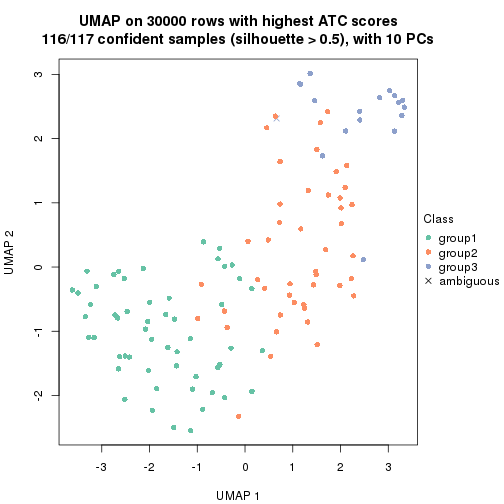 UMAP on 30000 rows with highest ATC scores
116/117 confident samples (silhouette > 0.5), with 10 PCs
3
2
1
0
-1
-2
UMAP 2
-3
-2
-1
0
1
2
3
UMAP 1
Class
group1
group2
group3
ambiguous